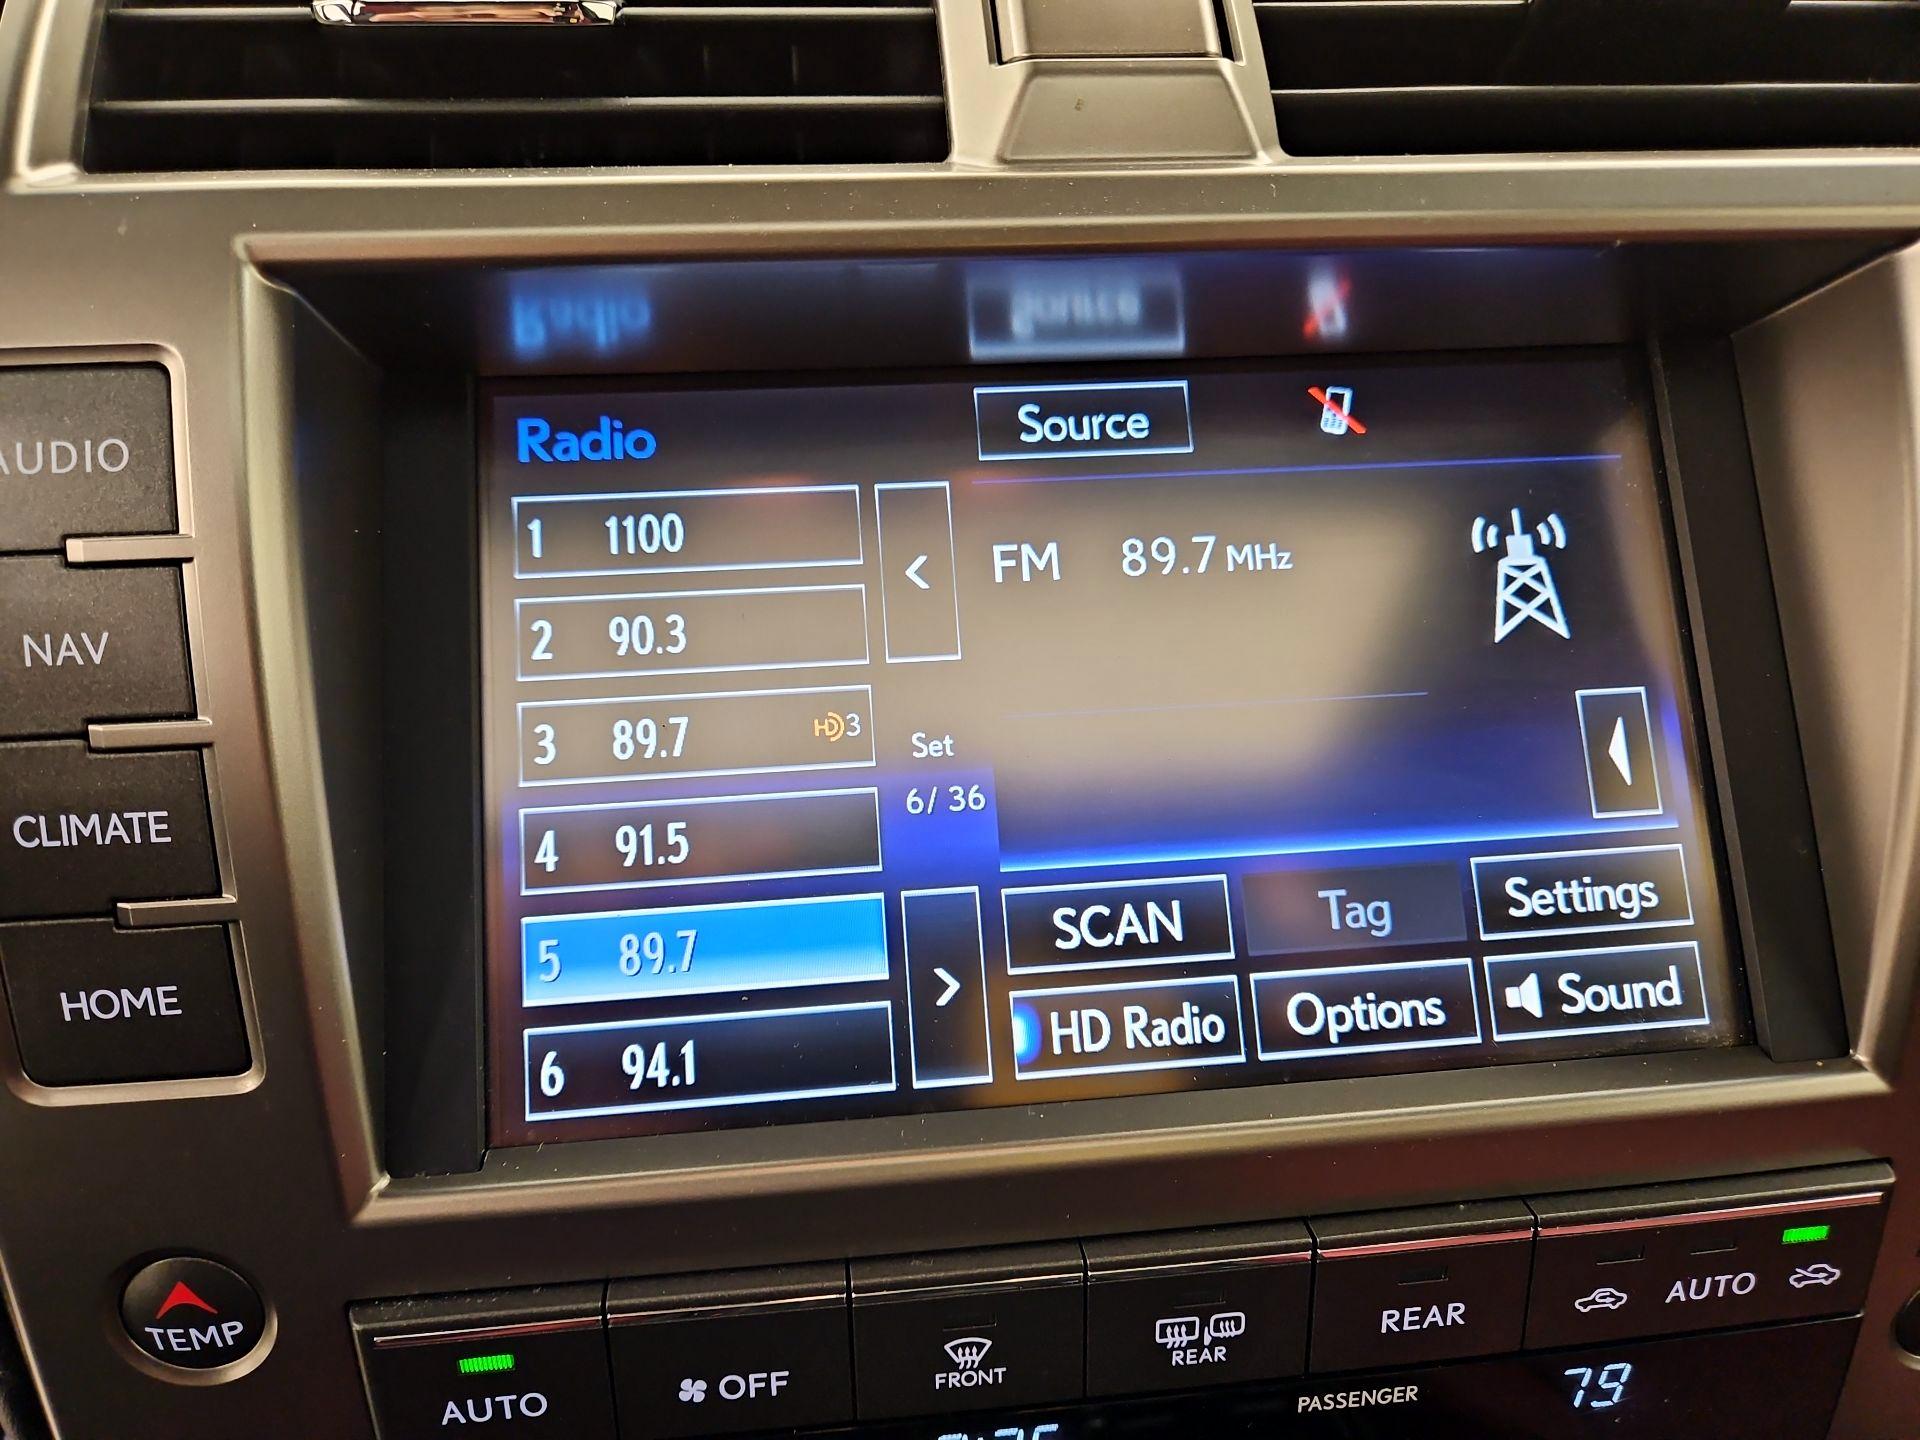 Radio
Source
1 1100
2 90.3
3 89.7 HD 3
4 91.5
5 89.7
6 94.1
<
Set
6/ 36
>
FM 89.7 MHz
SCAN
Tag
Settings
HD Radio
Options
Sound
AUDIO
NAV
CLIMATE
HOME
TEMP
AUTO
OFF
FRONT
REAR
REAR
AUTO
PASSENGER
79